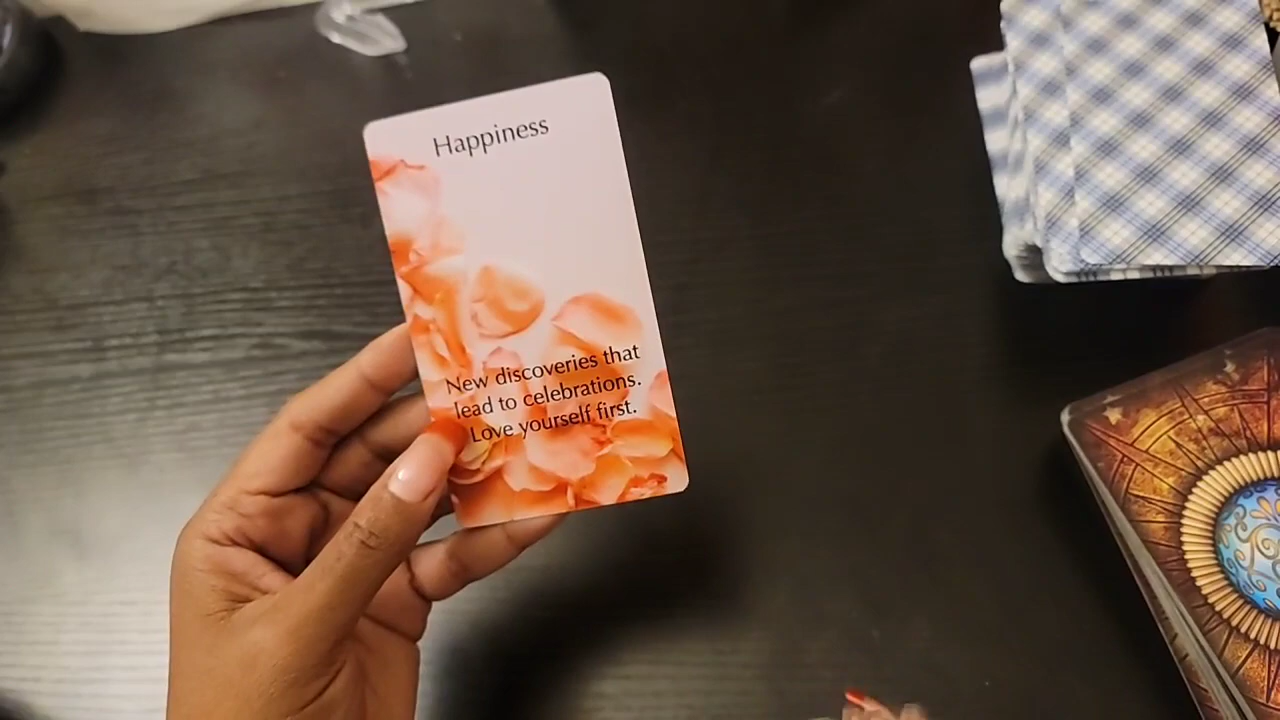 Happiness
New discoveries that
lead to celebrations.
Love yourself first.